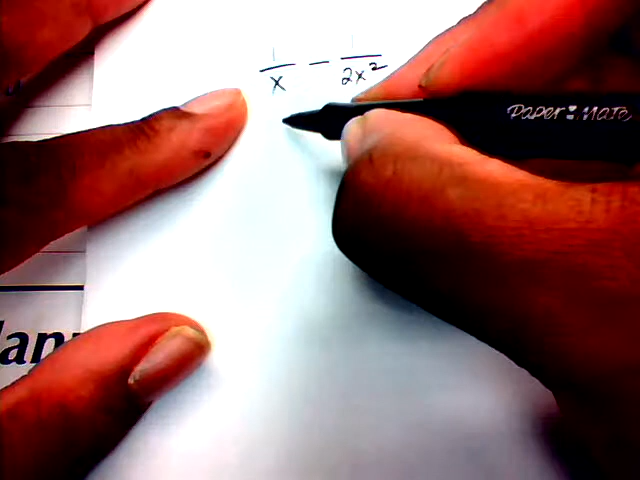 1/x - 1/2x²
Paper Mate